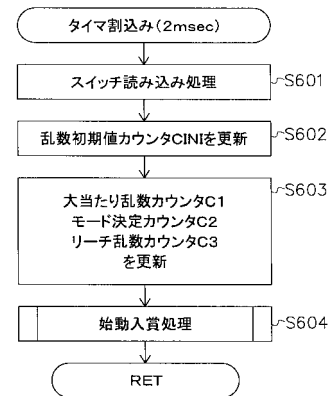 タイマ割込み(2msec)
スイッチ読み込み処理
S601
乱数初期値カウンタCINIを更新
S602
大当たり乱数カウンタC1
モード決定カウンタC2
リーチ乱数カウンタC3
を更新
S603
始動入賞処理
S604
RET